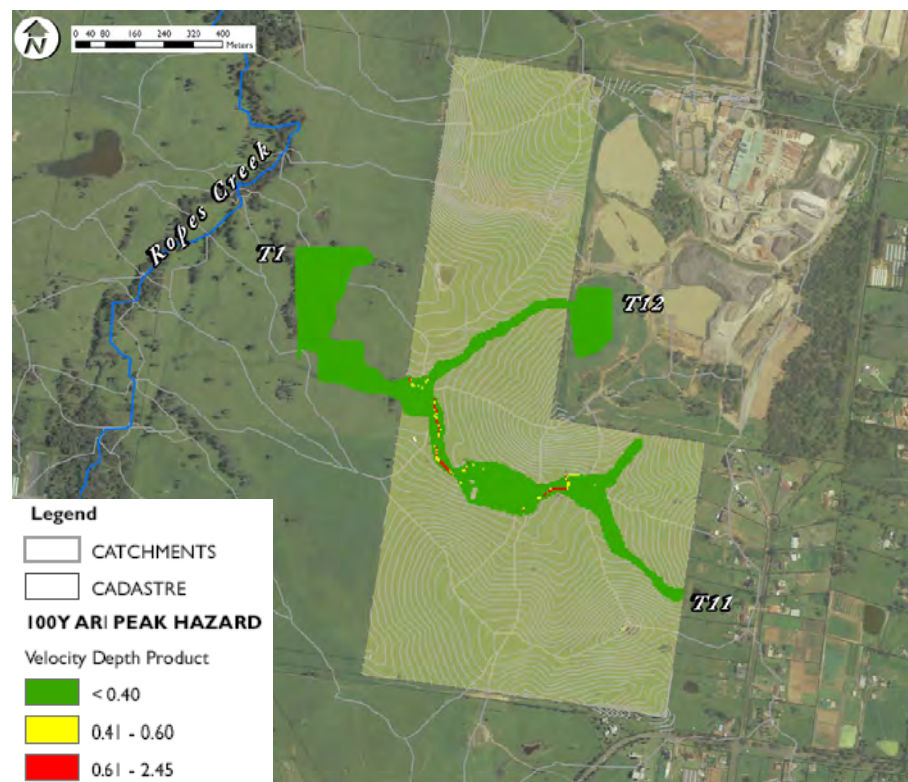 N
0 40 80 160 240 320 400
Meters
Ropes Creek
T1
T12
T11
Legend
CATCHMENTS
CADASTRE
100Y ARI PEAK HAZARD
Velocity Depth Product
< 0.40
0.41 - 0.60
0.61 - 2.45